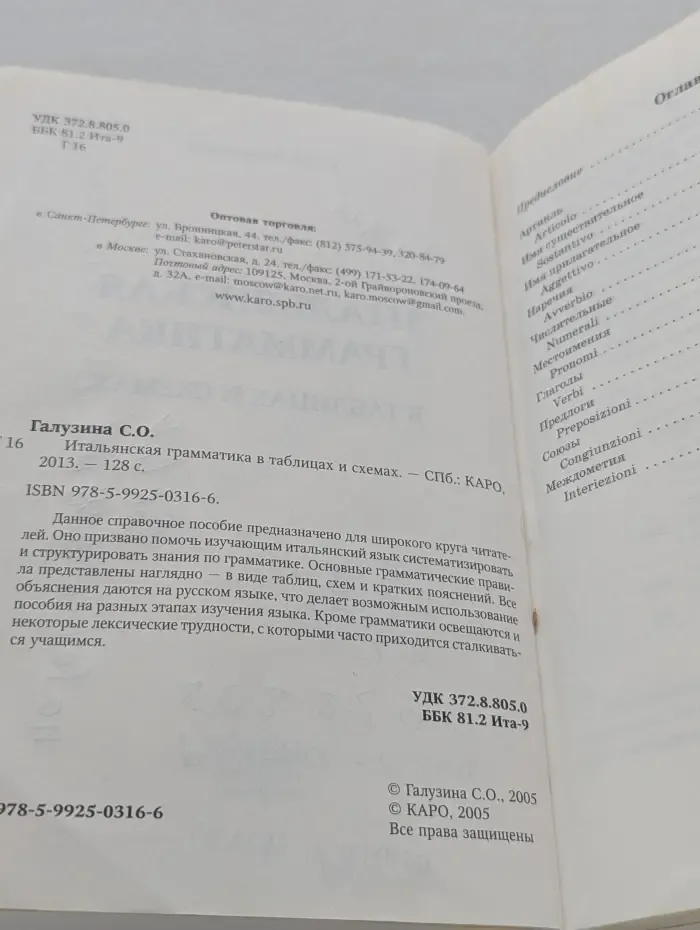 УДК 372.8.805.0
ББК 81.2 Ита-9
Г 16
Оптовая торговля:
в Санкт-Петербурге: ул. Бронницкая, 44, тел./факс: (812) 575-94-39, 320-84-79
e-mail: karo@peterstar.ru
в Москве: ул. Стахановская, д. 24, тел./факс: (499) 171-53-22, 174-09-64
Почтовый адрес: 109125, Москва, 2-ой Грайвороновский проезд,
д. 32А, e-mail: moscow@karo.net.ru, karo.moscow@gmail.com,
www.karo.spb.ru
Галузина С.О.
Г 16 Итальянская грамматика в таблицах и схемах. — СПб.: КАРО,
2013. — 128 с.
ISBN 978-5-9925-0316-6.
Данное справочное пособие предназначено для широкого круга читате-
лей. Оно призвано помочь изучающим итальянский язык систематизировать
и структурировать знания по грамматике. Основные грамматические прави-
ла представлены наглядно — в виде таблиц, схем и кратких пояснений. Все
объяснения даются на русском языке, что делает возможным использование
пособия на разных этапах изучения языка. Кроме грамматики освещаются и
некоторые лексические трудности, с которыми часто приходится сталкивать-
ся учащимся.
УДК 372.8.805.0
ББК 81.2 Ита-9
978-5-9925-0316-6
© Галузина С.О., 2005
© КАРО, 2005
Все права защищены
Оглав
Предисловие
Артикль
Articolo
Имя существительное
Sostantivo
Имя прилагательное
Aggettivo
Наречия
Avverbio
Числительные
Numerali
Местоимения
Pronomi
Глаголы
Verbi
Предлоги
Preposizioni
Союзы
Congiunzioni
Междометия
Interiezioni